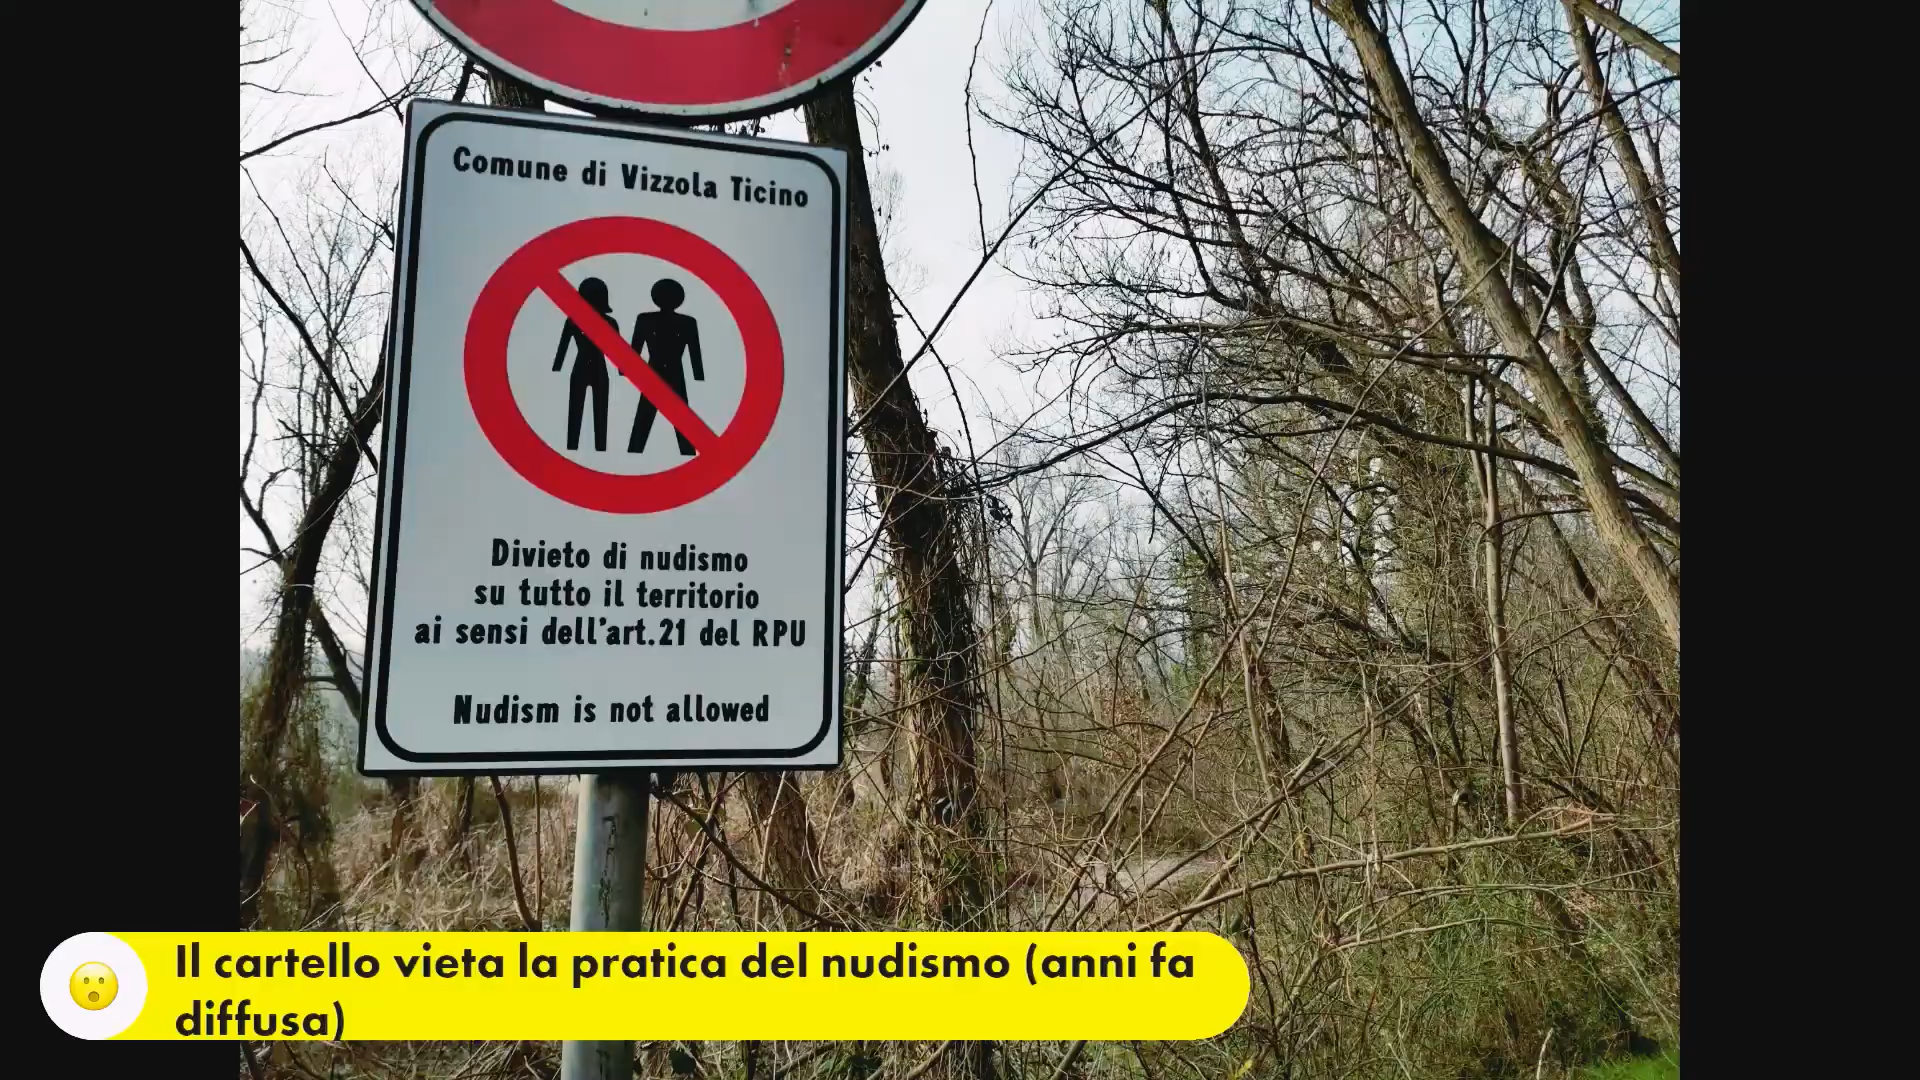 Comune di Vizzola Ticino
Divieto di nudismo
su tutto il territorio
ai sensi dell'art.21 del RPU
Nudism is not allowed
Il cartello vieta la pratica del nudismo (anni fa
diffusa)